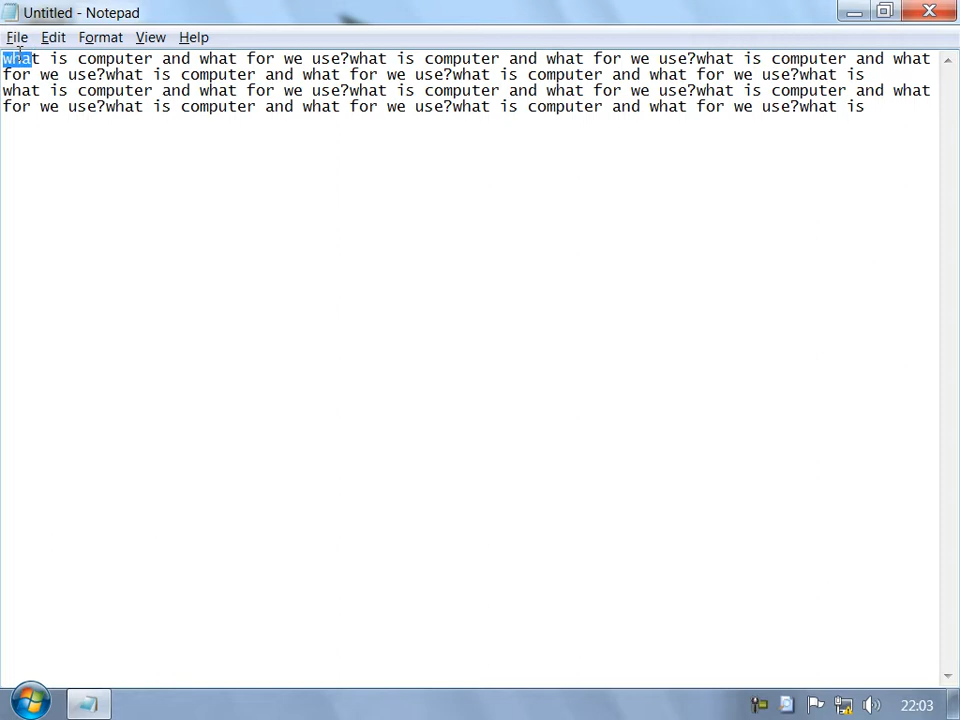 Untitled - Notepad
File Edit Format View Help
what is computer and what for we use?what is computer and what for we use?what is computer and what
for we use?what is computer and what for we use?what is computer and what for we use?what is
what is computer and what for we use?what is computer and what for we use?what is computer and what
for we use?what is computer and what for we use?what is computer and what for we use?what is
22:03